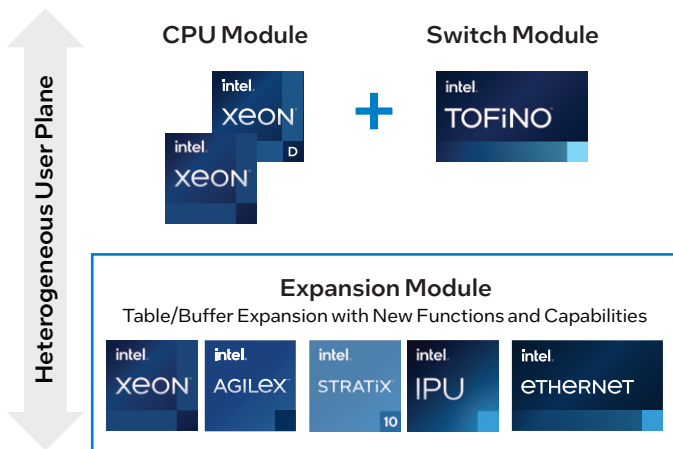 CPU Module
Switch Module
intel.
xeon
D
intel.
xeon
+
intel.
TOFiNO
Heterogeneous User Plane
Expansion Module
Table/Buffer Expansion with New Functions and Capabilities
intel.
xeon
intel.
AGILeX
intel.
STRATiX
10
intel.
IPU
intel.
eTHeRNeT